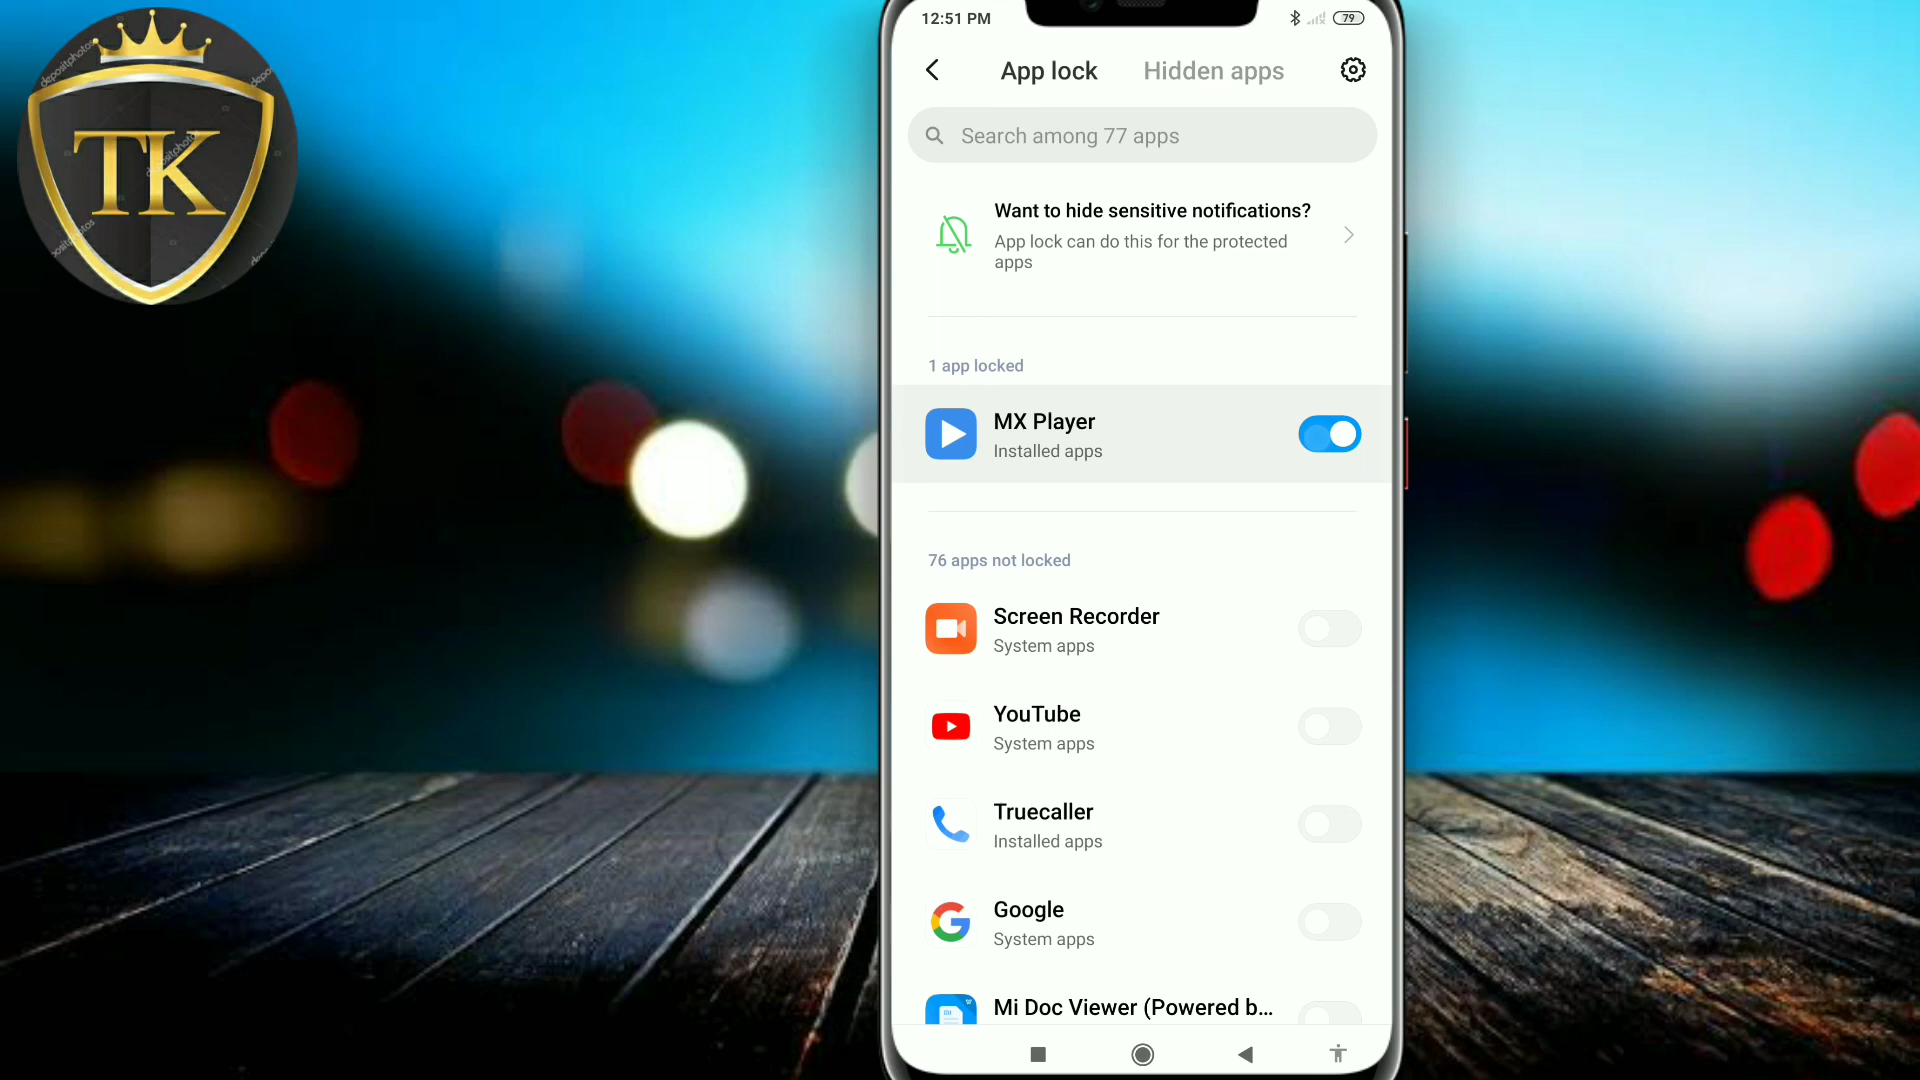 TK
depositphotos
12:51 PM
79
App lock
Hidden apps
Search among 77 apps
Want to hide sensitive notifications?
App lock can do this for the protected
apps
1 app locked
MX Player
Installed apps
76 apps not locked
Screen Recorder
System apps
YouTube
System apps
Truecaller
Installed apps
Google
System apps
Mi Doc Viewer (Powered b...